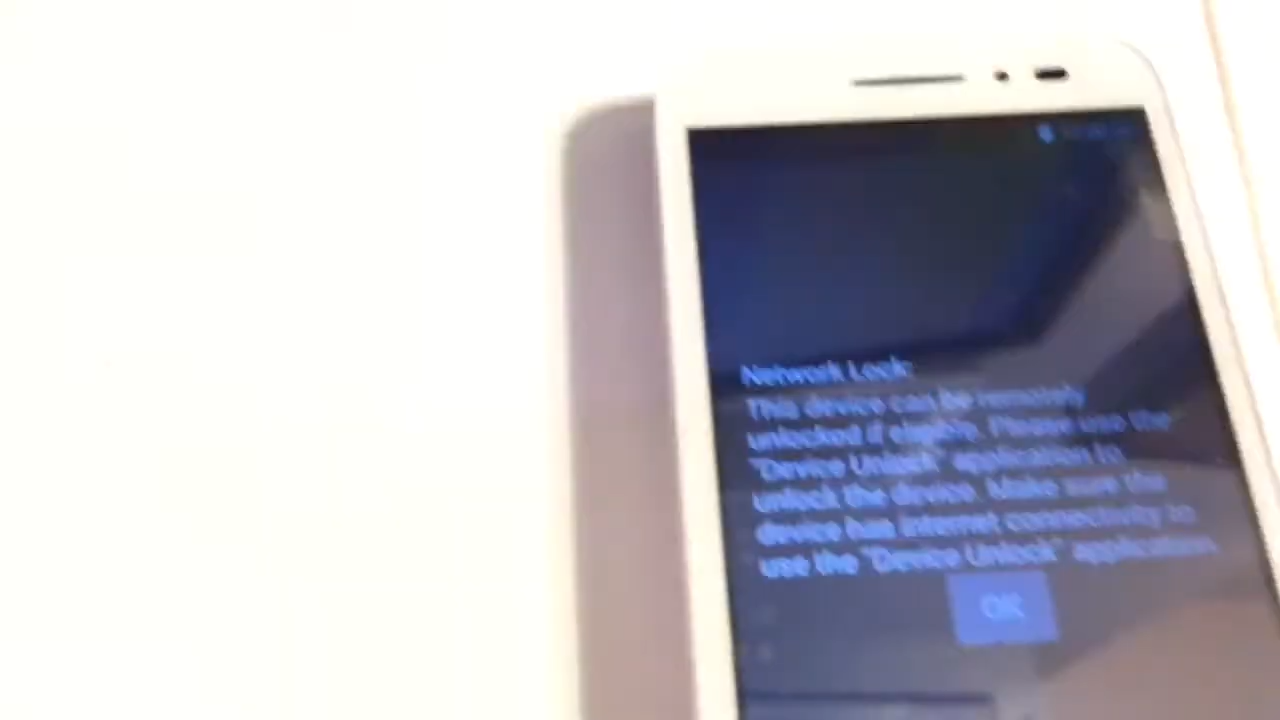 Network Lock:
This device can be remotely
unlocked if eligible. Please use the
"Device Unlock" application to
unlock the device. Make sure the
device has internet connectivity to
use the "Device Unlock" application.
OK